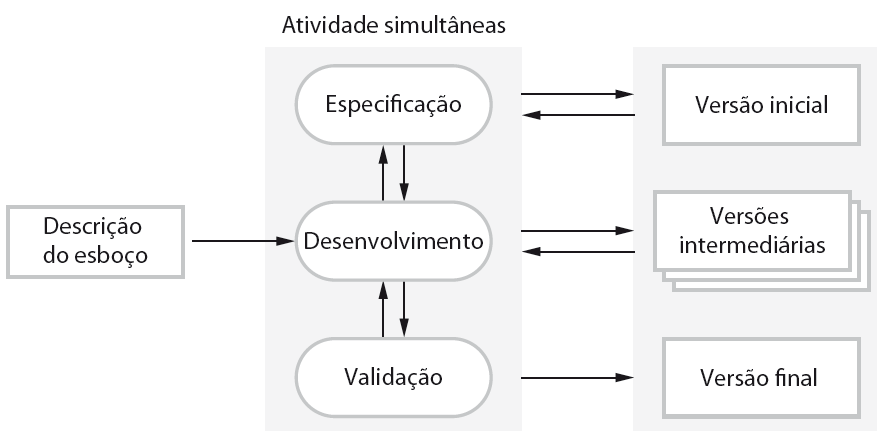 Atividade simultâneas
Especificação
Versão inicial
Descrição
do esboço
Desenvolvimento
Versões
intermediárias
Validação
Versão final